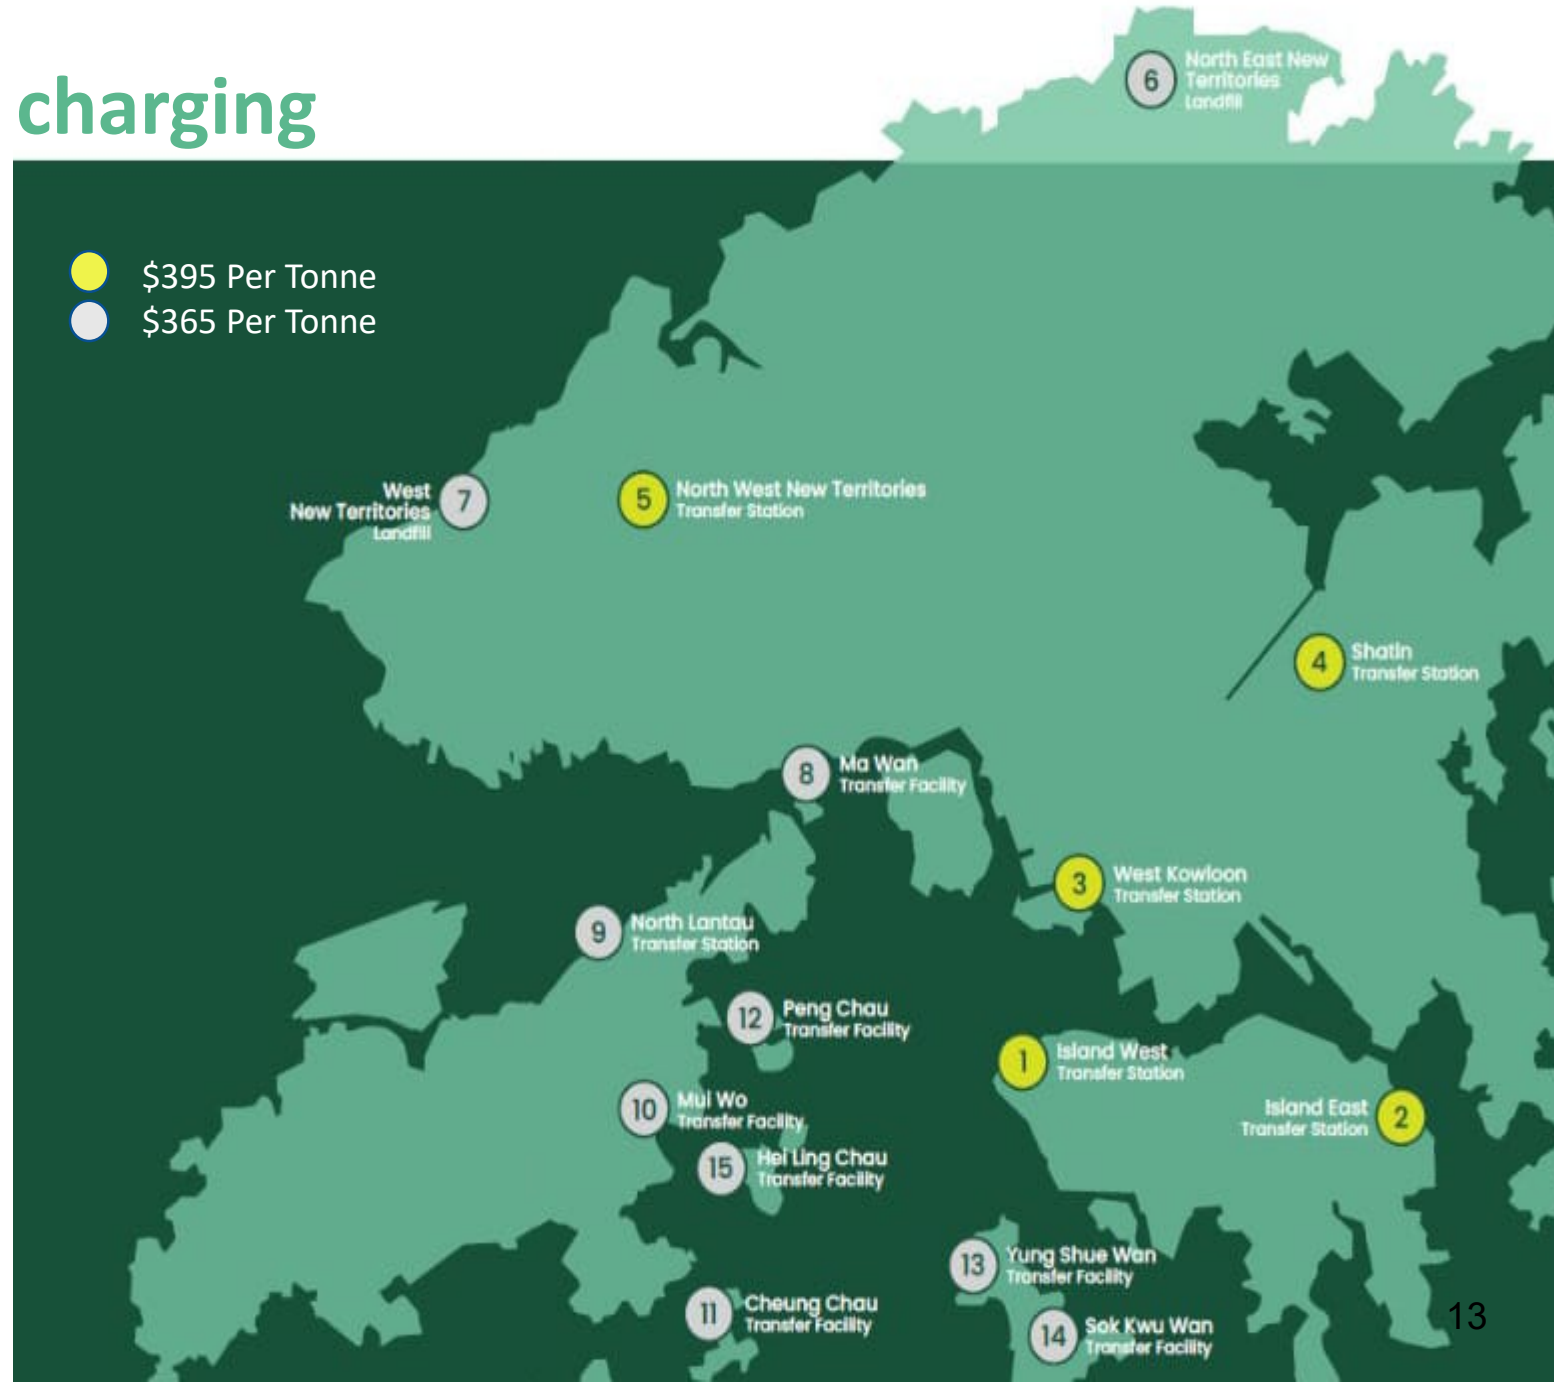 charging
$395 Per Tonne
$365 Per Tonne
6
North East New
Territories
Landfill
West
New Territories
Landfill
7
5
North West New Territories
Transfer Station
4
Shatin
Transfer Station
8
Ma Wan
Transfer Facility
3
West Kowloon
Transfer Station
9
North Lantau
Transfer Station
12
Peng Chau
Transfer Facility
1
Island West
Transfer Station
10
Mui Wo
Transfer Facility
Island East
Transfer Station
2
15
Hei Ling Chau
Transfer Facility
13
Yung Shue Wan
Transfer Facility
11
Cheung Chau
Transfer Facility
14
Sok Kwu Wan
Transfer Facility
13